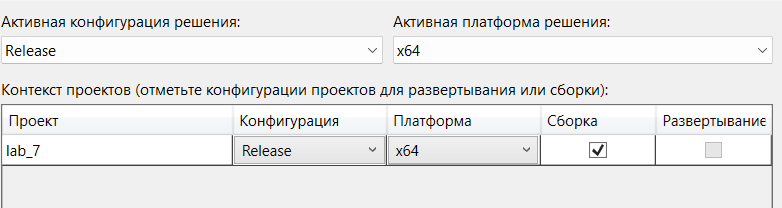 Активная конфигурация решения: Активная платформа решения:
Release x64
Контекст проектов (отметьте конфигурации проектов для развертывания или сборки):
Проект Конфигурация Платформа Сборка Развертывание
lab_7 Release x64